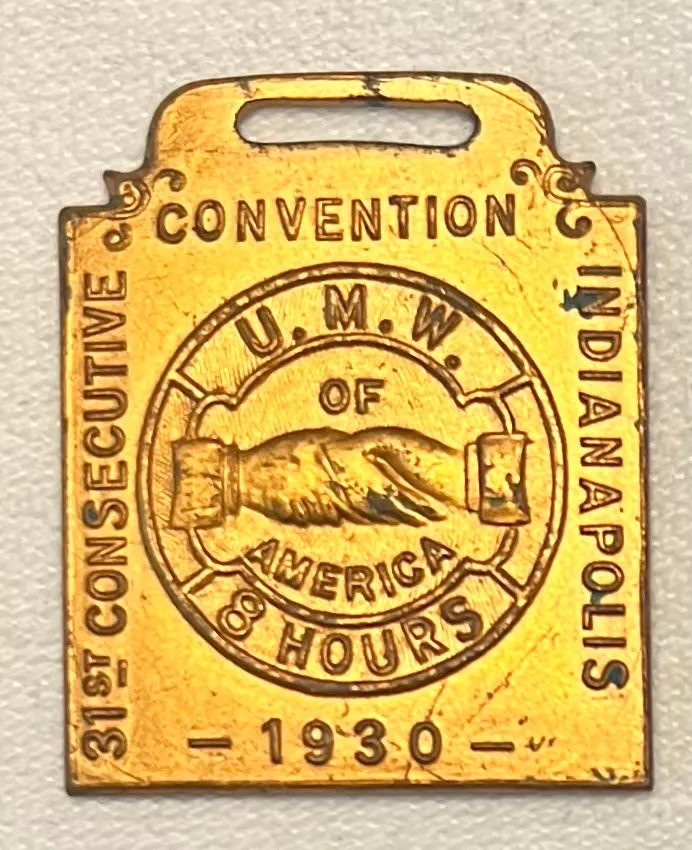 CONVENTION
31ST CONSECUTIVE
INDIANAPOLIS
U. M. W.
OF
AMERICA
8 HOURS
— 1930 —